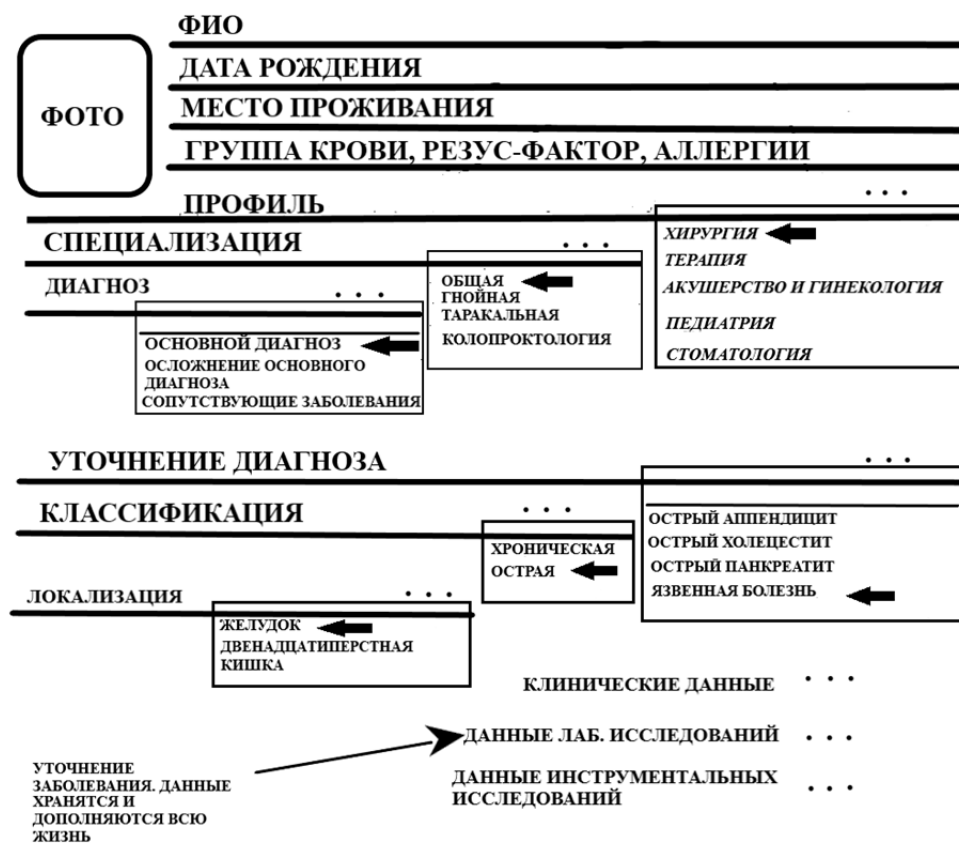 ФИО
ДАТА РОЖДЕНИЯ
ФОТО
МЕСТО ПРОЖИВАНИЯ
ГРУППА КРОВИ, РЕЗУС-ФАКТОР, АЛЛЕРГИИ
. . .
ПРОФИЛЬ
ХИРУРГИЯ
ТЕРАПИЯ
АКУШЕРСТВО И ГИНЕКОЛОГИЯ
ПЕДИАТРИЯ
СТОМАТОЛОГИЯ
СПЕЦИАЛИЗАЦИЯ
. . .
ОБЩАЯ
ГНОЙНАЯ
ТАРАКАЛЬНАЯ
КОЛОПРОКТОЛОГИЯ
ДИАГНОЗ
. . .
ОСНОВНОЙ ДИАГНОЗ
ОСЛОЖНЕНИЕ ОСНОВНОГО
ДИАГНОЗА
СОПУТСТВУЮЩИЕ ЗАБОЛЕВАНИЯ
УТОЧНЕНИЕ ДИАГНОЗА
. . .
ОСТРЫЙ АППЕНДИЦИТ
ОСТРЫЙ ХОЛЕЦЕСТИТ
ОСТРЫЙ ПАНКРЕАТИТ
ЯЗВЕННАЯ БОЛЕЗНЬ
КЛАССИФИКАЦИЯ
. . .
ХРОНИЧЕСКАЯ
ОСТРАЯ
ЛОКАЛИЗАЦИЯ
. . .
ЖЕЛУДОК
ДВЕНАДЦАТИПЕРСТНАЯ
КИШКА
КЛИНИЧЕСКИЕ ДАННЫЕ . . .
ДАННЫЕ ЛАБ. ИССЛЕДОВАНИЙ . . .
ДАННЫЕ ИНСТРУМЕНТАЛЬНЫХ
ИССЛЕДОВАНИЙ . . .
УТОЧНЕНИЕ
ЗАБОЛЕВАНИЯ. ДАННЫЕ
ХРАНЯТСЯ И
ДОПОЛНЯЮТСЯ ВСЮ
ЖИЗНЬ